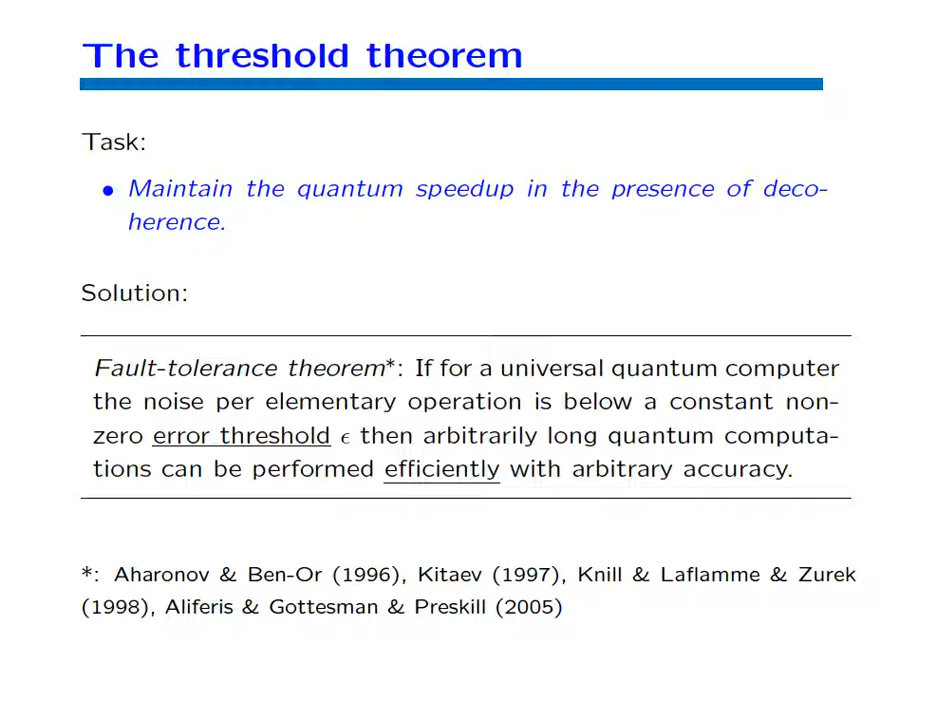 The threshold theorem
Task:
• Maintain the quantum speedup in the presence of deco-
herence.
Solution:
Fault-tolerance theorem*: If for a universal quantum computer
the noise per elementary operation is below a constant non-
zero error threshold ϵ then arbitrarily long quantum computa-
tions can be performed efficiently with arbitrary accuracy.
*: Aharonov & Ben-Or (1996), Kitaev (1997), Knill & Laflamme & Zurek
(1998), Aliferis & Gottesman & Preskill (2005)